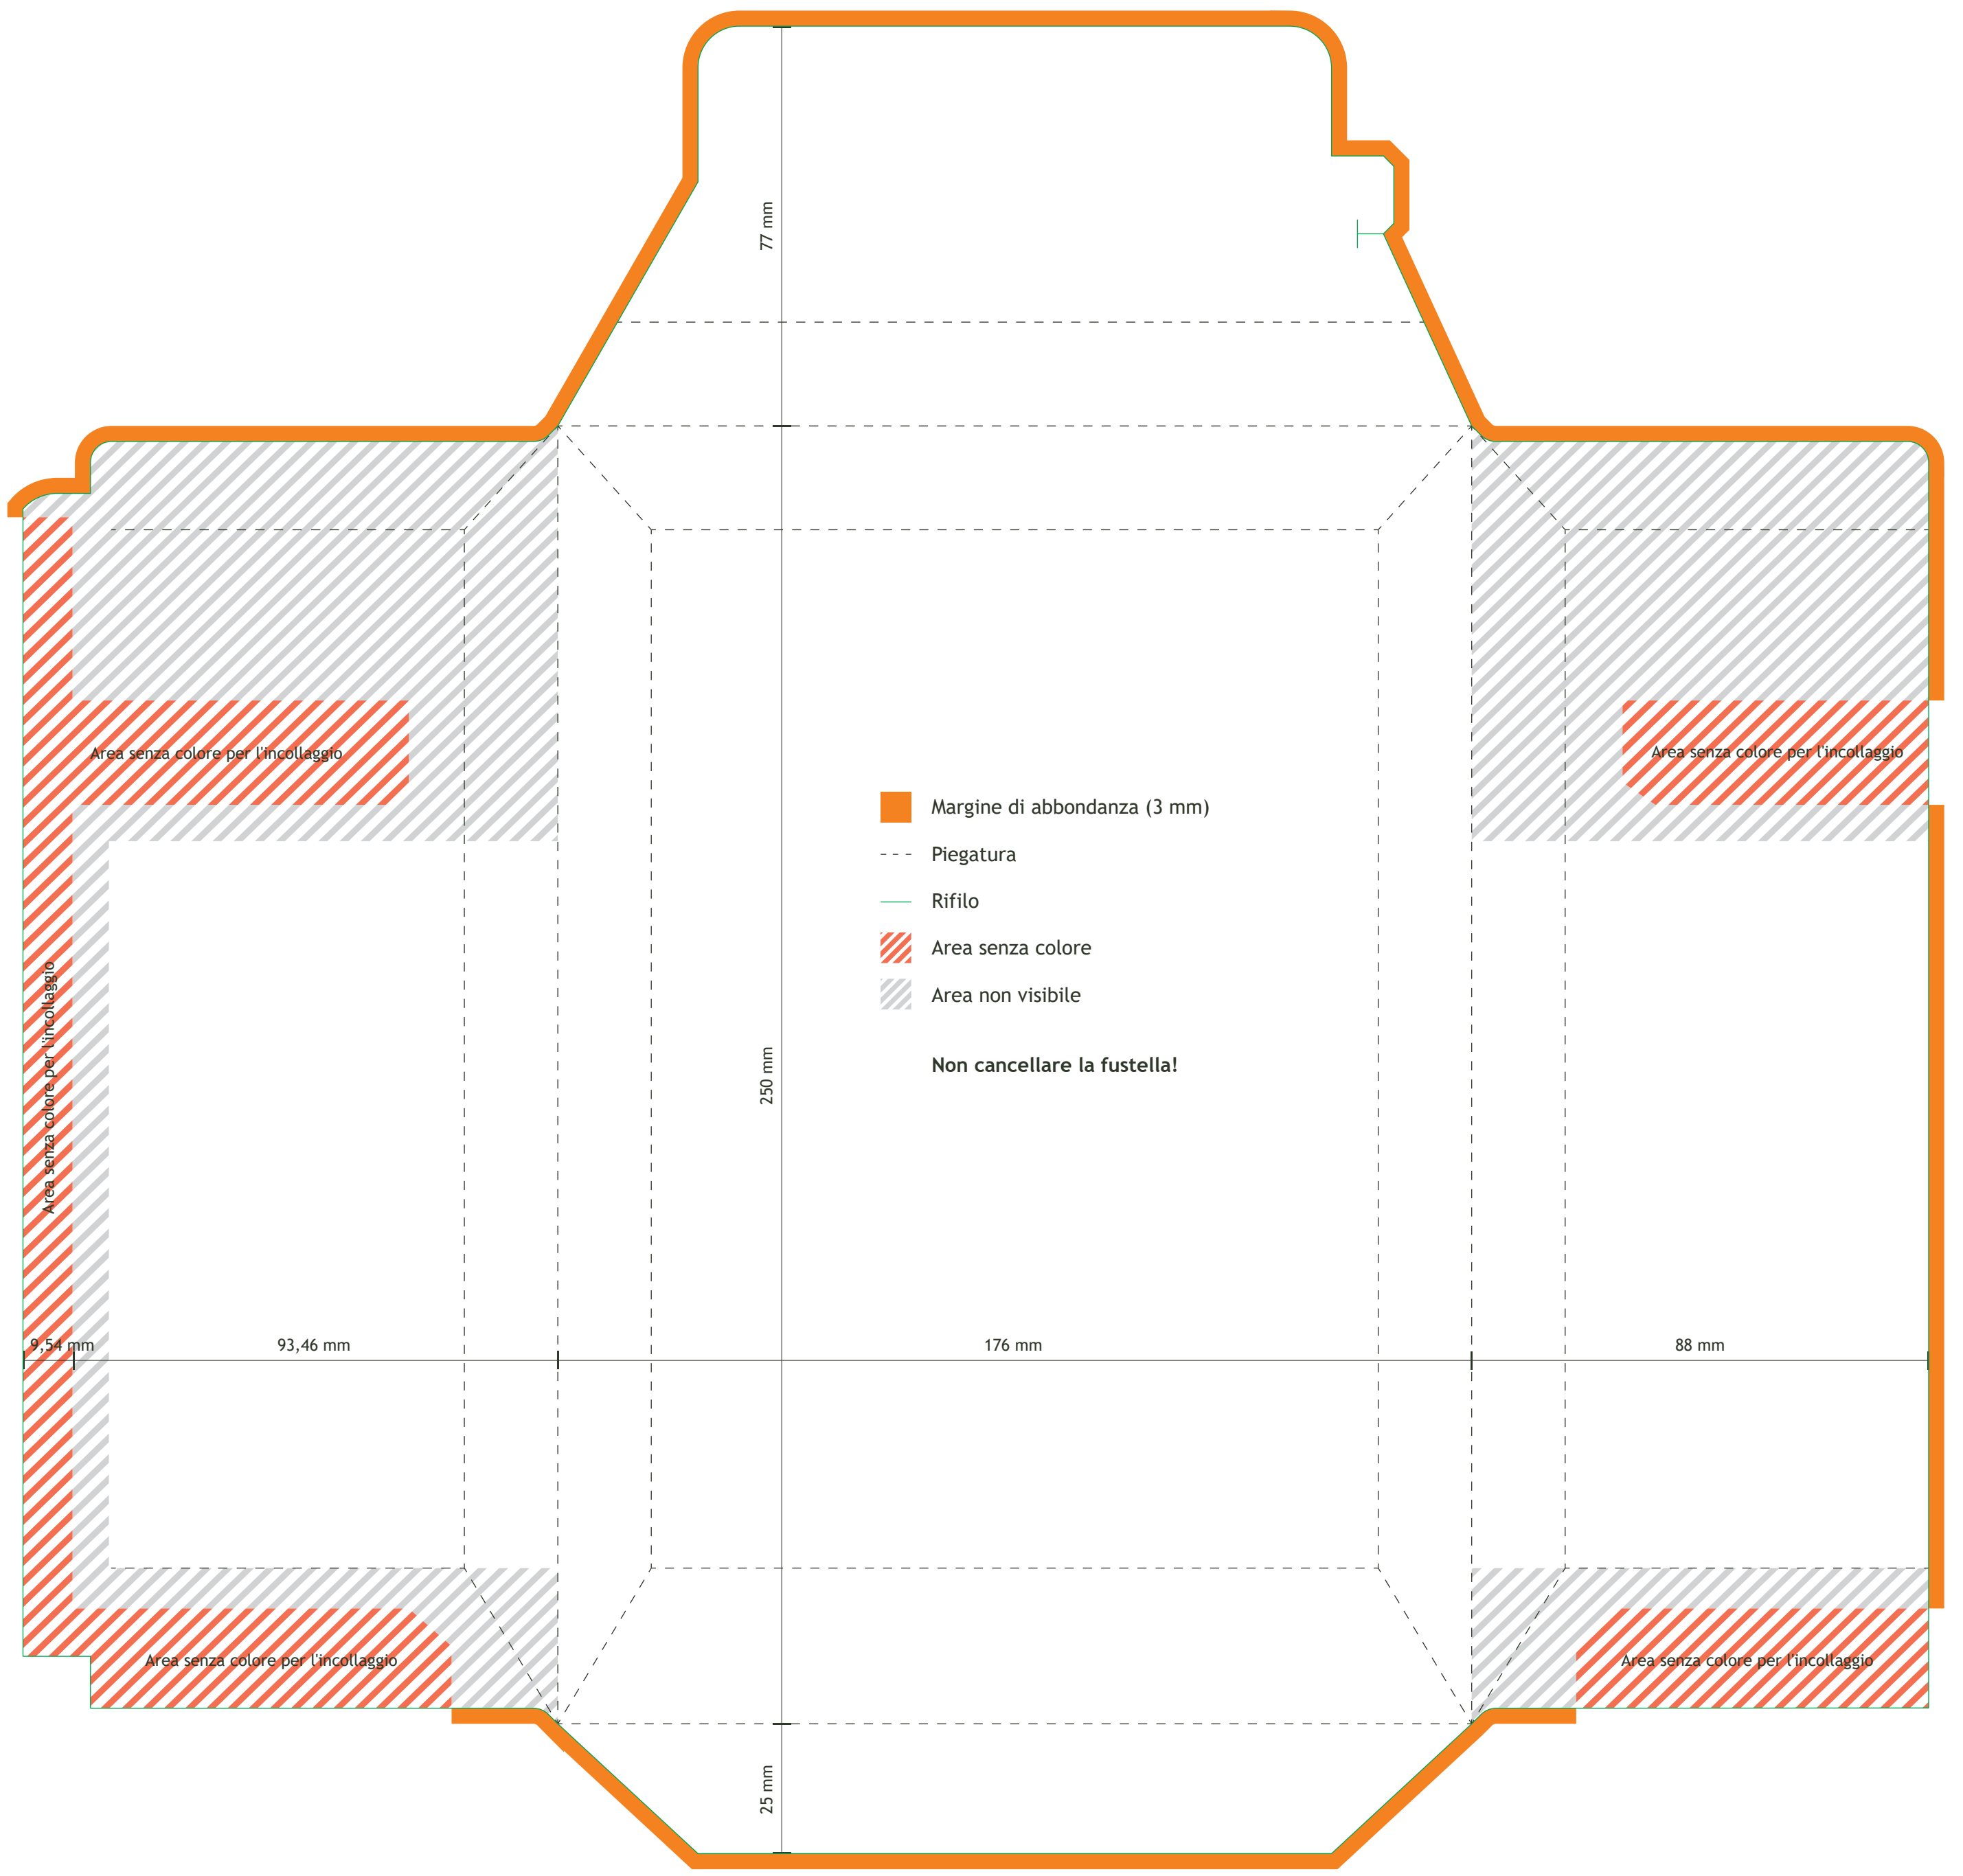 77 mm
Area senza colore per l'incollaggio
Area senza colore per l'incollaggio
Margine di abbondanza (3 mm)
Piegatura
Rifilo
Area senza colore
Area non visibile
Non cancellare la fustella!
Area senza colore per l'incollaggio
250 mm
9,54 mm
93,46 mm
176 mm
88 mm
Area senza colore per l'incollaggio
Area senza colore per l'incollaggio
25 mm